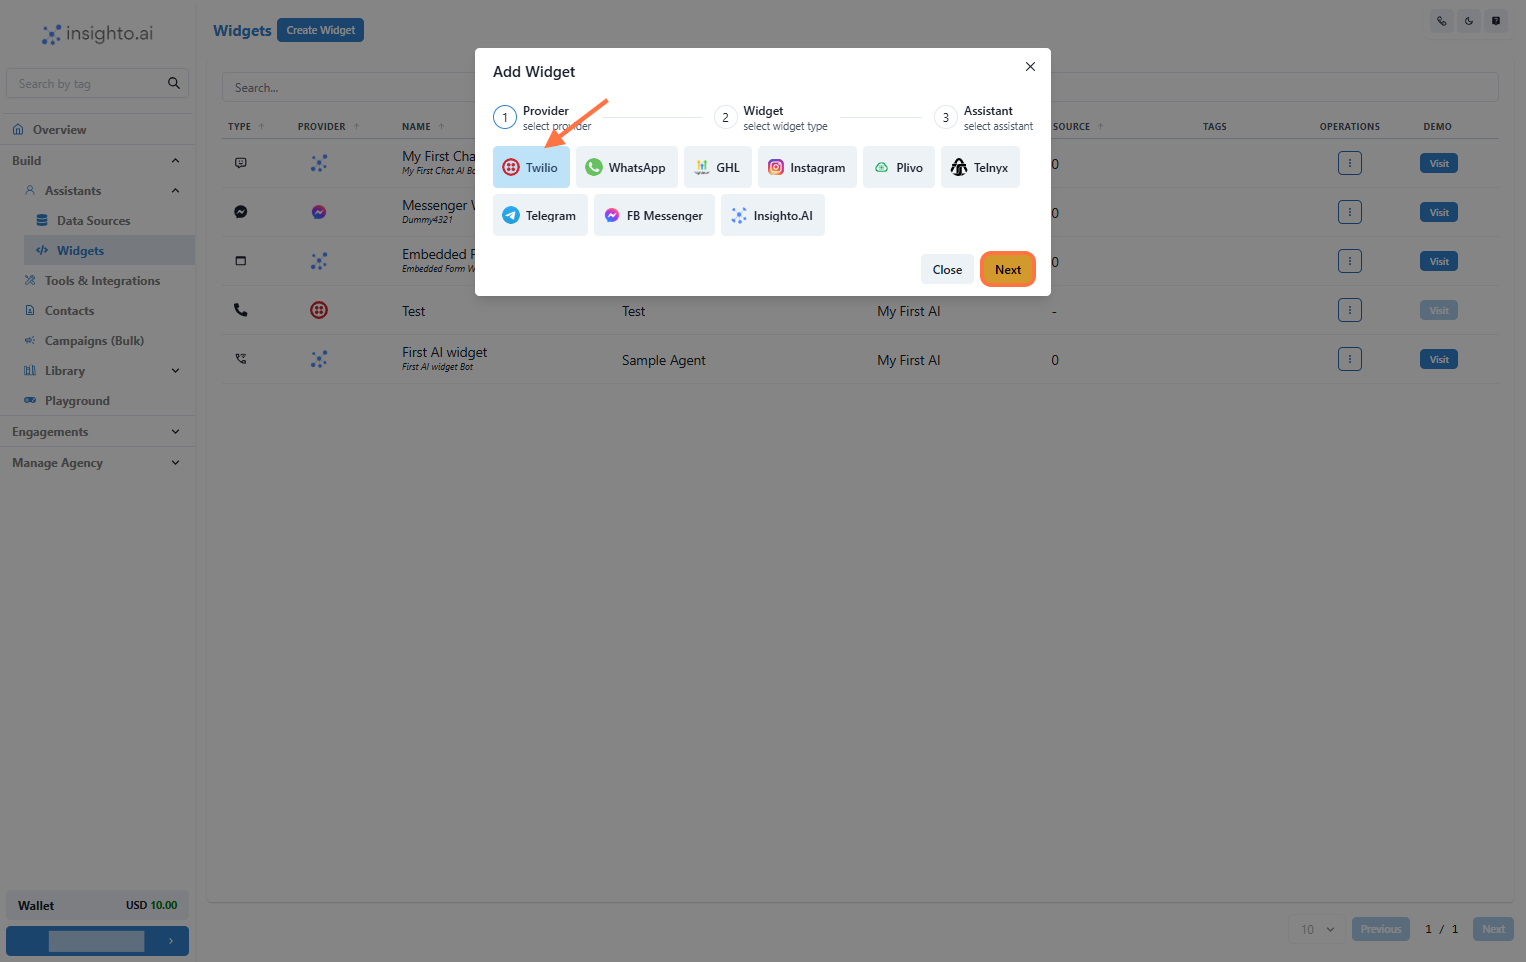 insighto.ai
Search by tag
Overview
Build
Assistants
Data Sources
Widgets
Tools & Integrations
Contacts
Campaigns (Bulk)
Library
Playground
Engagements
Manage Agency
Wallet USD 10.00
Widgets Create Widget
Search...
TYPE PROVIDER NAME SOURCE TAGS OPERATIONS DEMO
My First Cha 0 Visit
My First Chat AI Bo
Messenger 0 Visit
Dummy4321
Embedded F 0 Visit
Embedded Form W
Test Test My First AI - Visit
First AI widget Sample Agent My First AI 0 Visit
First AI widget Bot
10 Previous 1 / 1 Next
Add Widget
1 Provider 2 Widget 3 Assistant
select provider select widget type select assistant
Twilio WhatsApp GHL Instagram Plivo Telnyx
Telegram FB Messenger Insighto.AI
Close Next